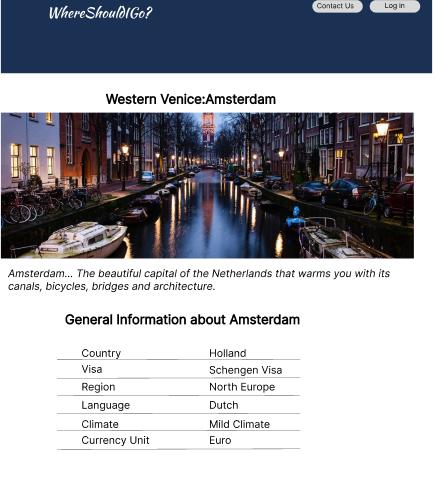 WhereShouldIGo?
Contact Us
Log in
Western Venice:Amsterdam
Amsterdam... The beautiful capital of the Netherlands that warms you with its
canals, bicycles, bridges and architecture.
General Information about Amsterdam
Country Holland
Visa Schengen Visa
Region North Europe
Language Dutch
Climate Mild Climate
Currency Unit Euro